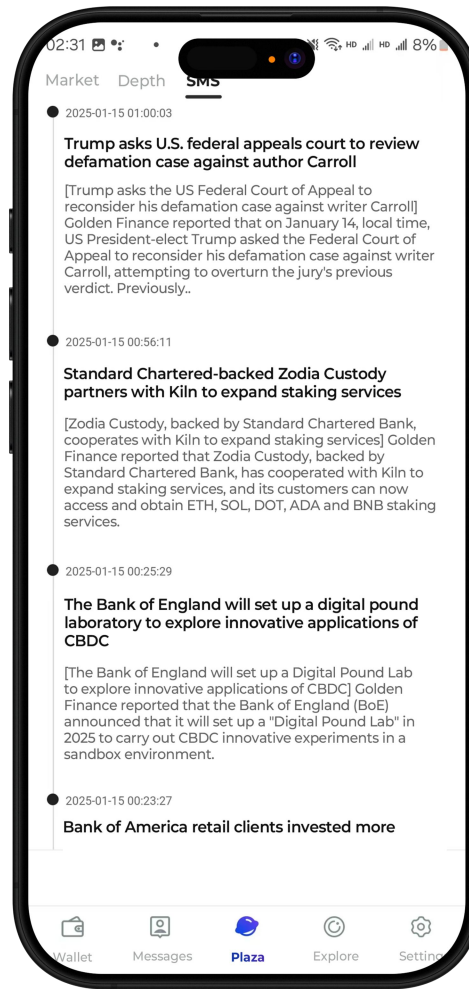 02:31
HD HD 8%
Market Depth SMS
2025-01-15 01:00:03
Trump asks U.S. federal appeals court to review
defamation case against author Carroll
[Trump asks the US Federal Court of Appeal to
reconsider his defamation case against writer Carroll]
Golden Finance reported that on January 14, local time,
US President-elect Trump asked the Federal Court of
Appeal to reconsider his defamation case against writer
Carroll, attempting to overturn the jury's previous
verdict. Previously..
2025-01-15 00:56:11
Standard Chartered-backed Zodia Custody
partners with Kiln to expand staking services
[Zodia Custody, backed by Standard Chartered Bank,
cooperates with Kiln to expand staking services] Golden
Finance reported that Zodia Custody, backed by
Standard Chartered Bank, has cooperated with Kiln to
expand staking services, and its customers can now
access and obtain ETH, SOL, DOT, ADA and BNB staking
services.
2025-01-15 00:25:29
The Bank of England will set up a digital pound
laboratory to explore innovative applications of
CBDC
[The Bank of England will set up a Digital Pound Lab
to explore innovative applications of CBDC] Golden
Finance reported that the Bank of England (BoE)
announced that it will set up a "Digital Pound Lab" in
2025 to carry out CBDC innovative experiments in a
sandbox environment.
2025-01-15 00:23:27
Bank of America retail clients invested more
Wallet Messages Plaza Explore Setting